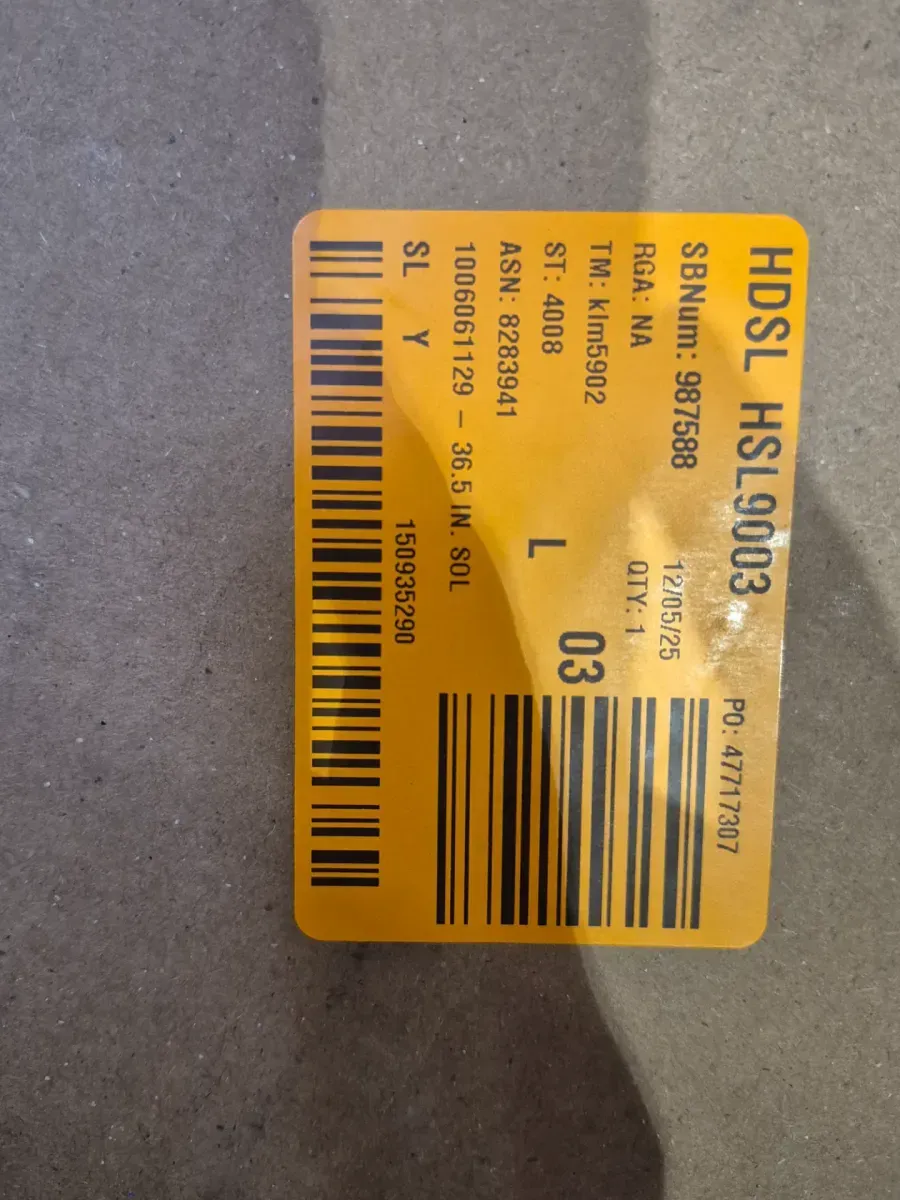 HDSL HSL9003
PO: 47717307
SBNum: 987588
12/05/25
RGA: NA
QTY: 1
TM: klm5902
03
ST: 4008
L
ASN: 8283941
1006061129 – 36.5 IN. SOL
SL Y
150935290